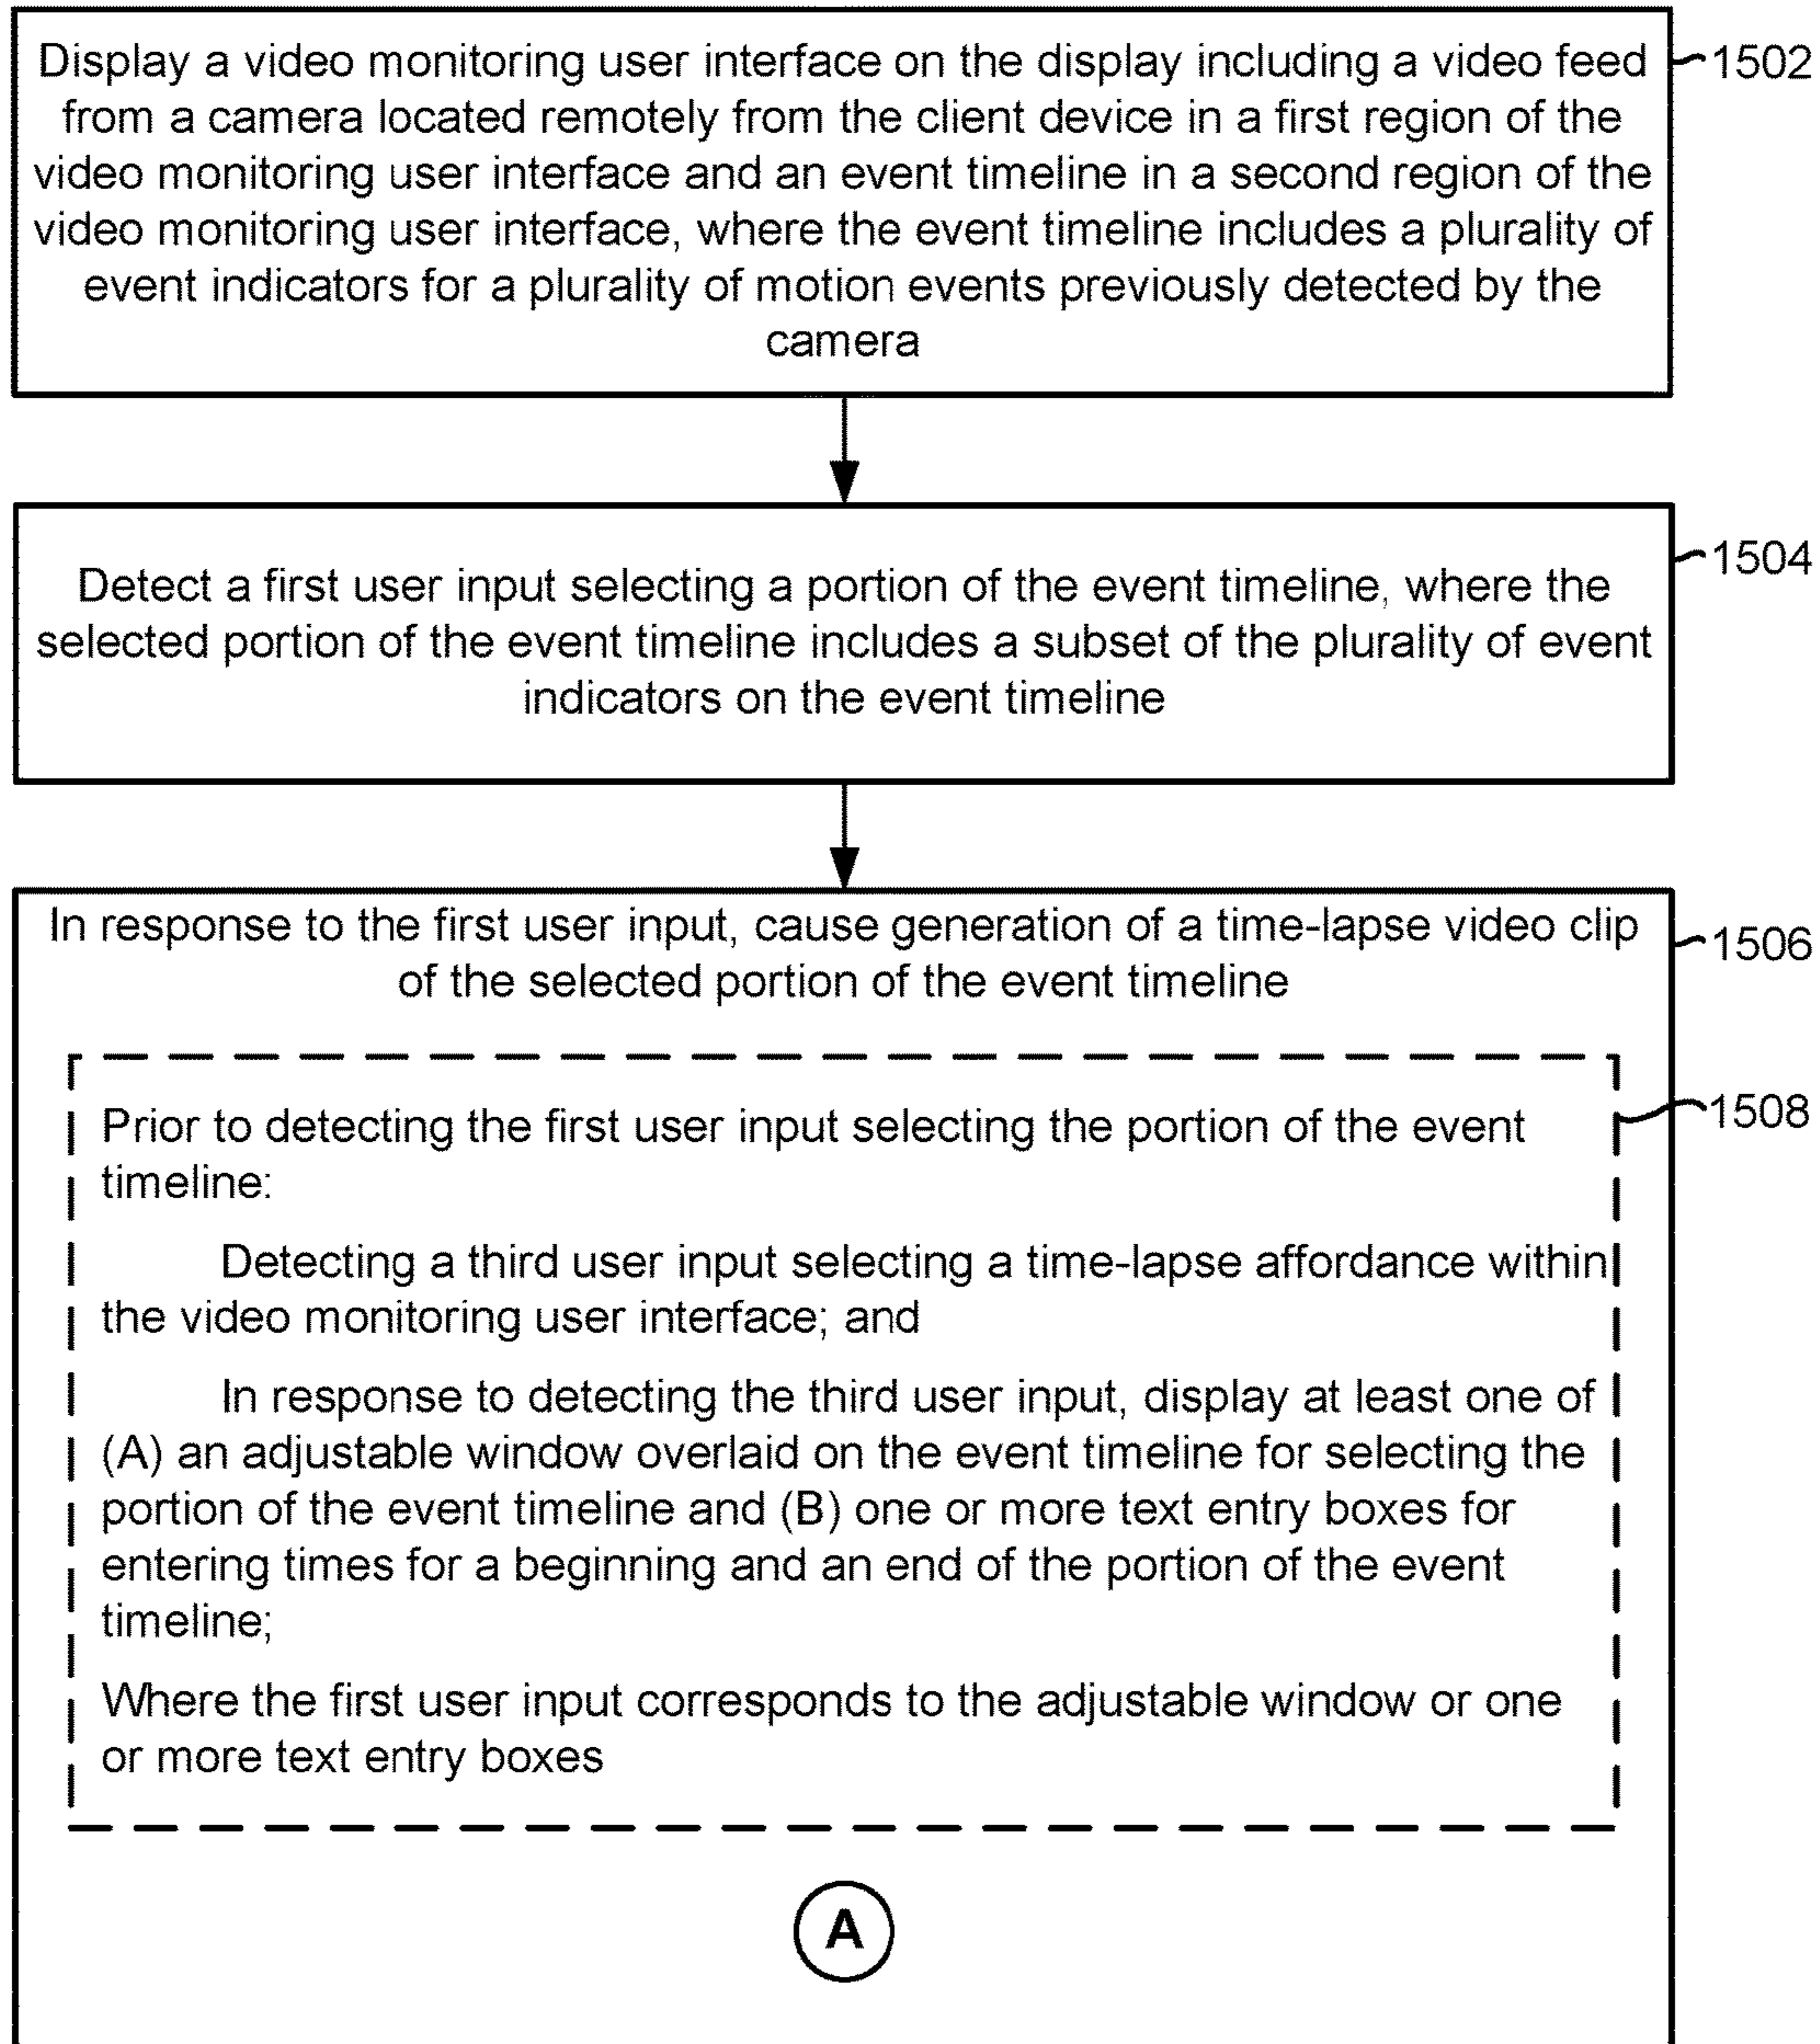 Display a video monitoring user interface on the display including a video feed
from a camera located remotely from the client device in a first region of the
video monitoring user interface and an event timeline in a second region of the
video monitoring user interface, where the event timeline includes a plurality of
event indicators for a plurality of motion events previously detected by the
camera
1502
Detect a first user input selecting a portion of the event timeline, where the
selected portion of the event timeline includes a subset of the plurality of event
indicators on the event timeline
1504
In response to the first user input, cause generation of a time-lapse video clip
of the selected portion of the event timeline
1506
Prior to detecting the first user input selecting the portion of the event
timeline:
Detecting a third user input selecting a time-lapse affordance within
the video monitoring user interface; and
In response to detecting the third user input, display at least one of
(A) an adjustable window overlaid on the event timeline for selecting the
portion of the event timeline and (B) one or more text entry boxes for
entering times for a beginning and an end of the portion of the event
timeline;
Where the first user input corresponds to the adjustable window or one
or more text entry boxes
1508
A